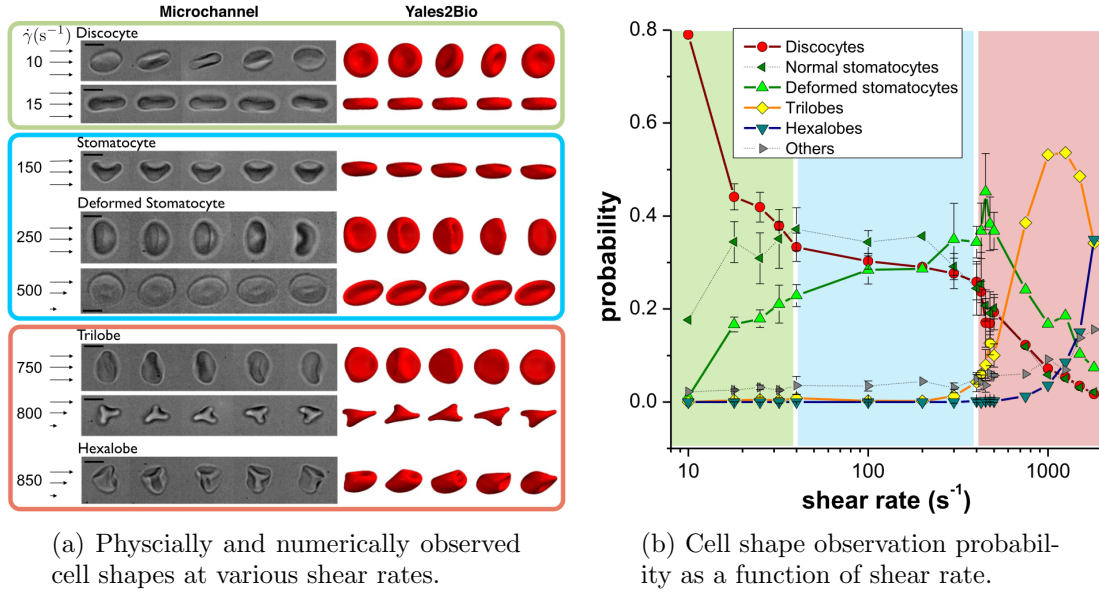 Microchannel
Yales2Bio
γ̇(s⁻¹)
Discocyte
10
15
Stomatocyte
150
Deformed Stomatocyte
250
500
Trilobe
750
800
Hexalobe
850
(a) Physcially and numerically observed
cell shapes at various shear rates.
probability
0.8
0.6
0.4
0.2
0.0
Discocytes
Normal stomatocytes
Deformed stomatocytes
Trilobes
Hexalobes
Others
10
100
1000
shear rate (s⁻¹)
(b) Cell shape observation probabil-
ity as a function of shear rate.